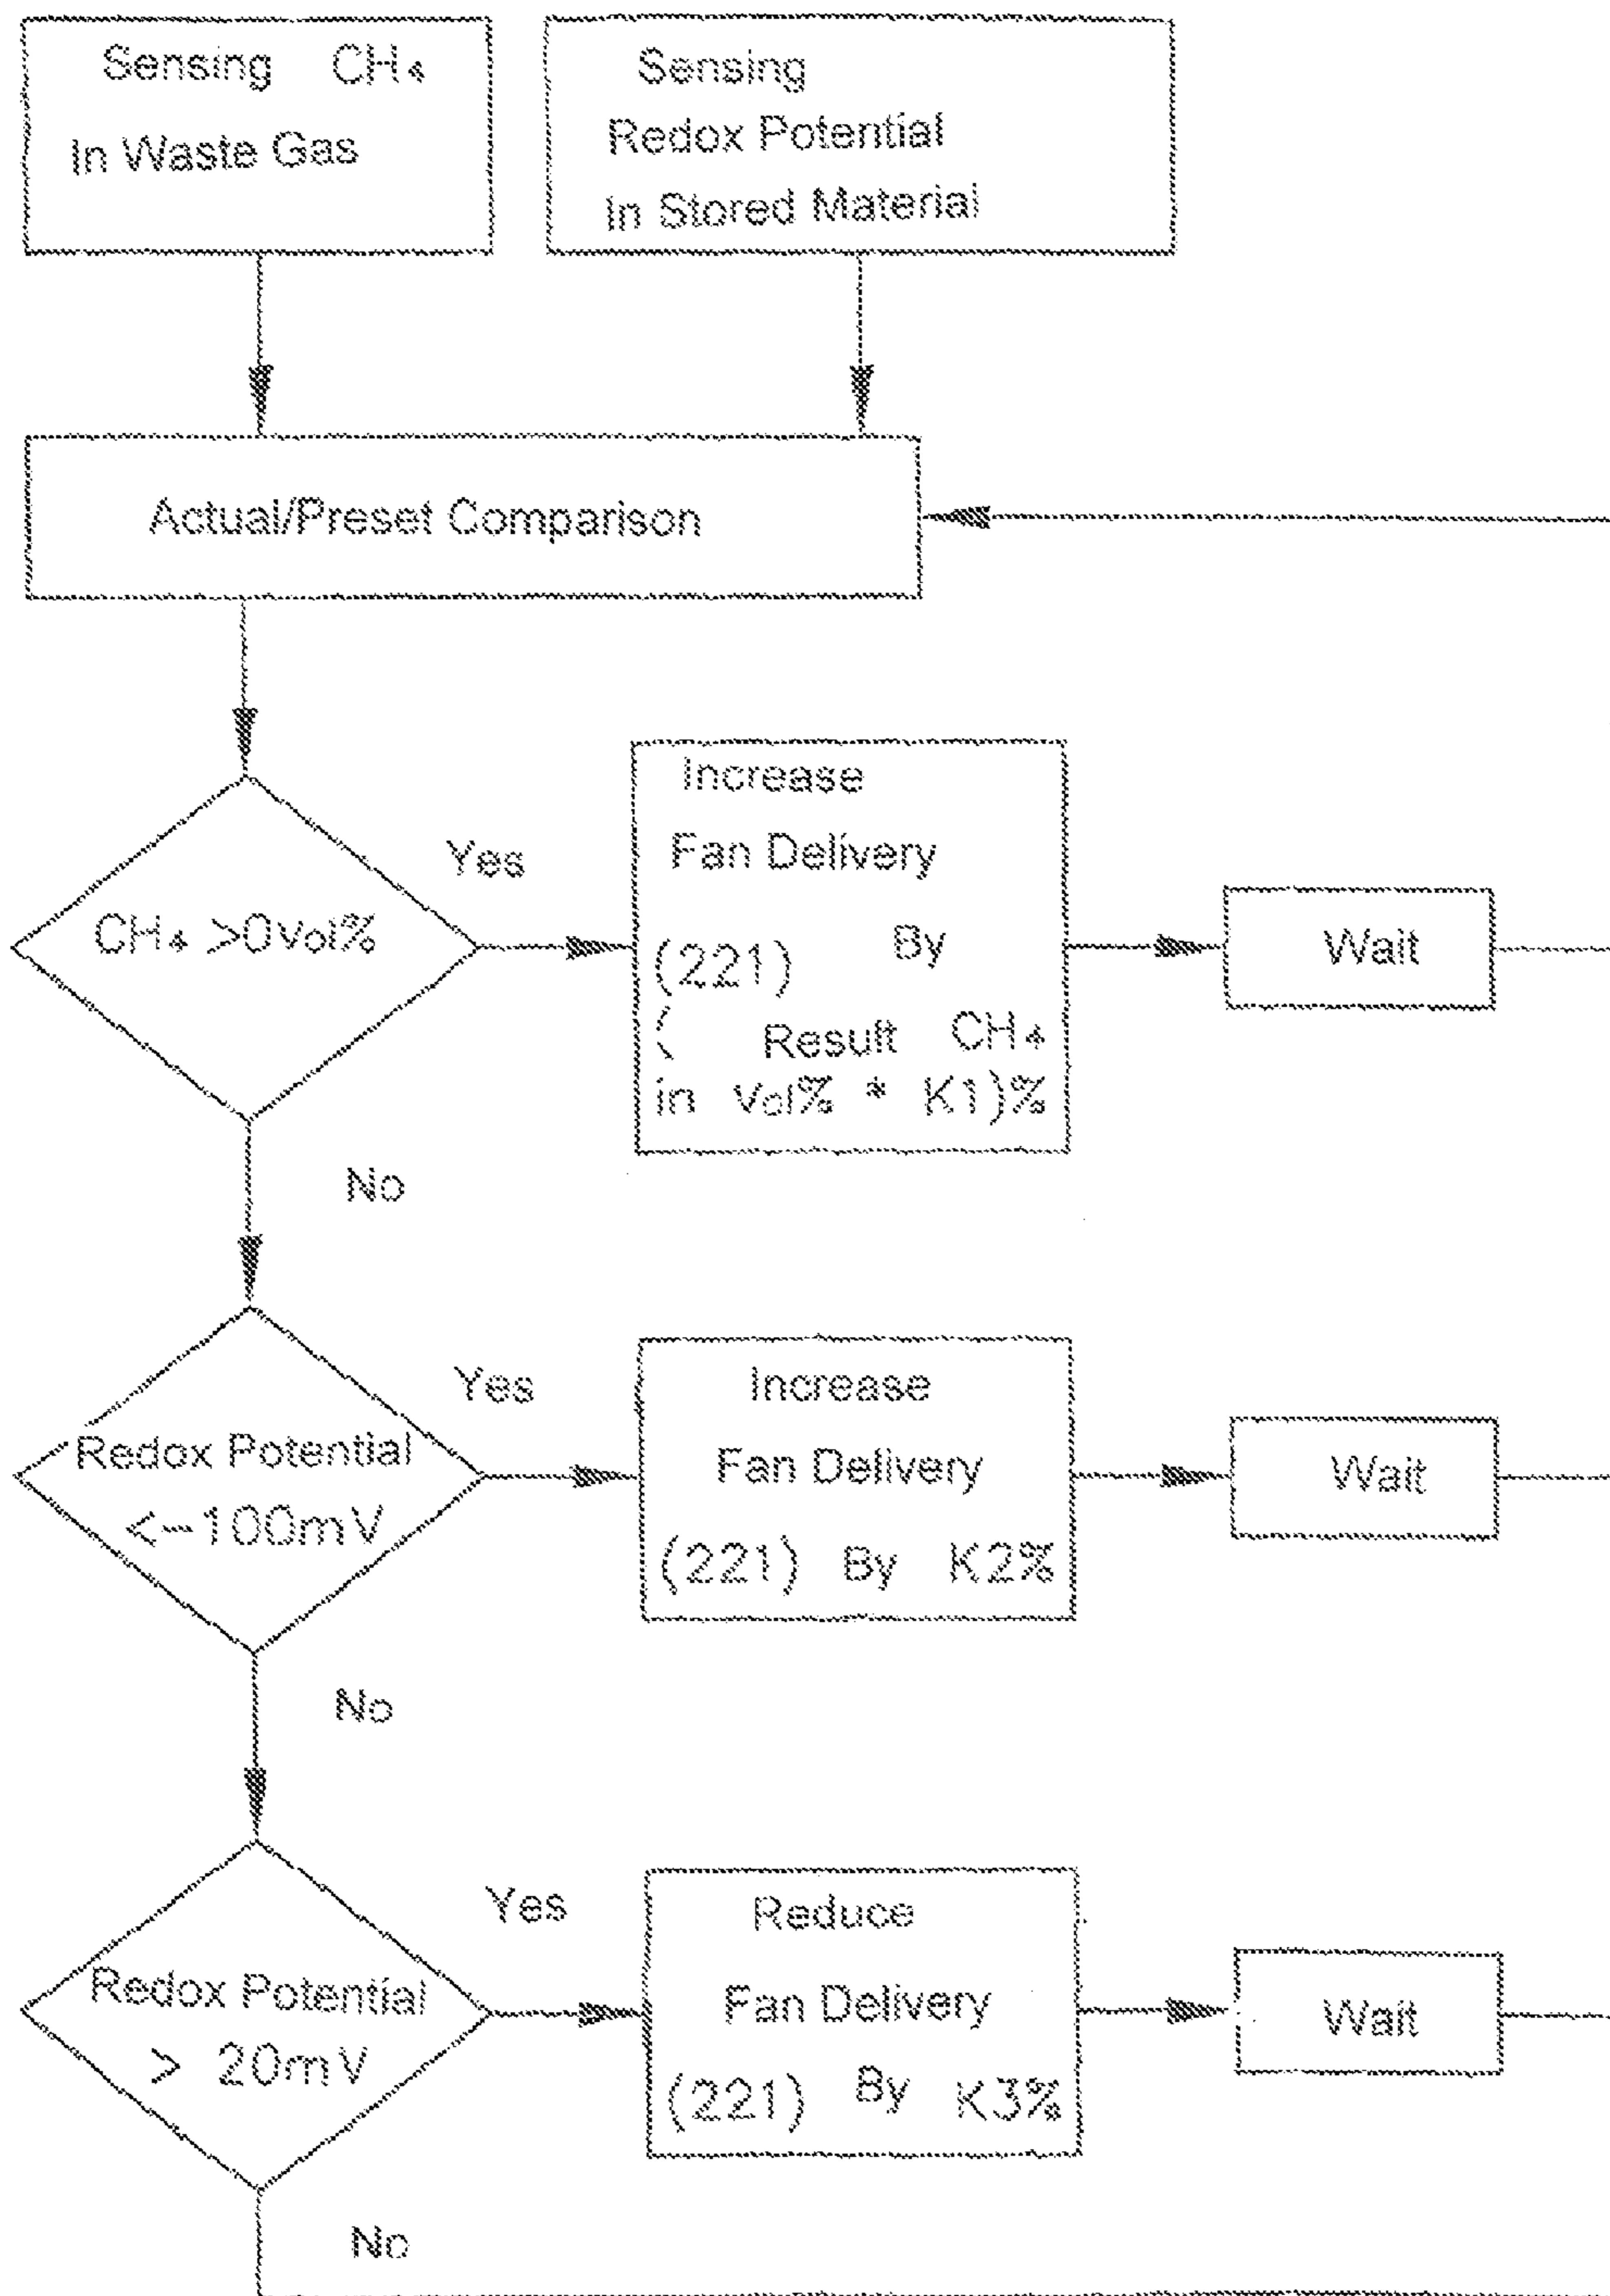 Sensing CH₄
In Waste Gas
Sensing
Redox Potential
In Stored Material
Actual/Preset Comparison
CH₄ >0Vol%
Yes
Increase
Fan Delivery
(221) By
( Result CH₄
in Vol% * K1)%
Wait
No
Redox Potential
<-100mV
Yes
Increase
Fan Delivery
(221) By K2%
Wait
No
Redox Potential
> 20mV
Yes
Reduce
Fan Delivery
(221) By K3%
Wait
No